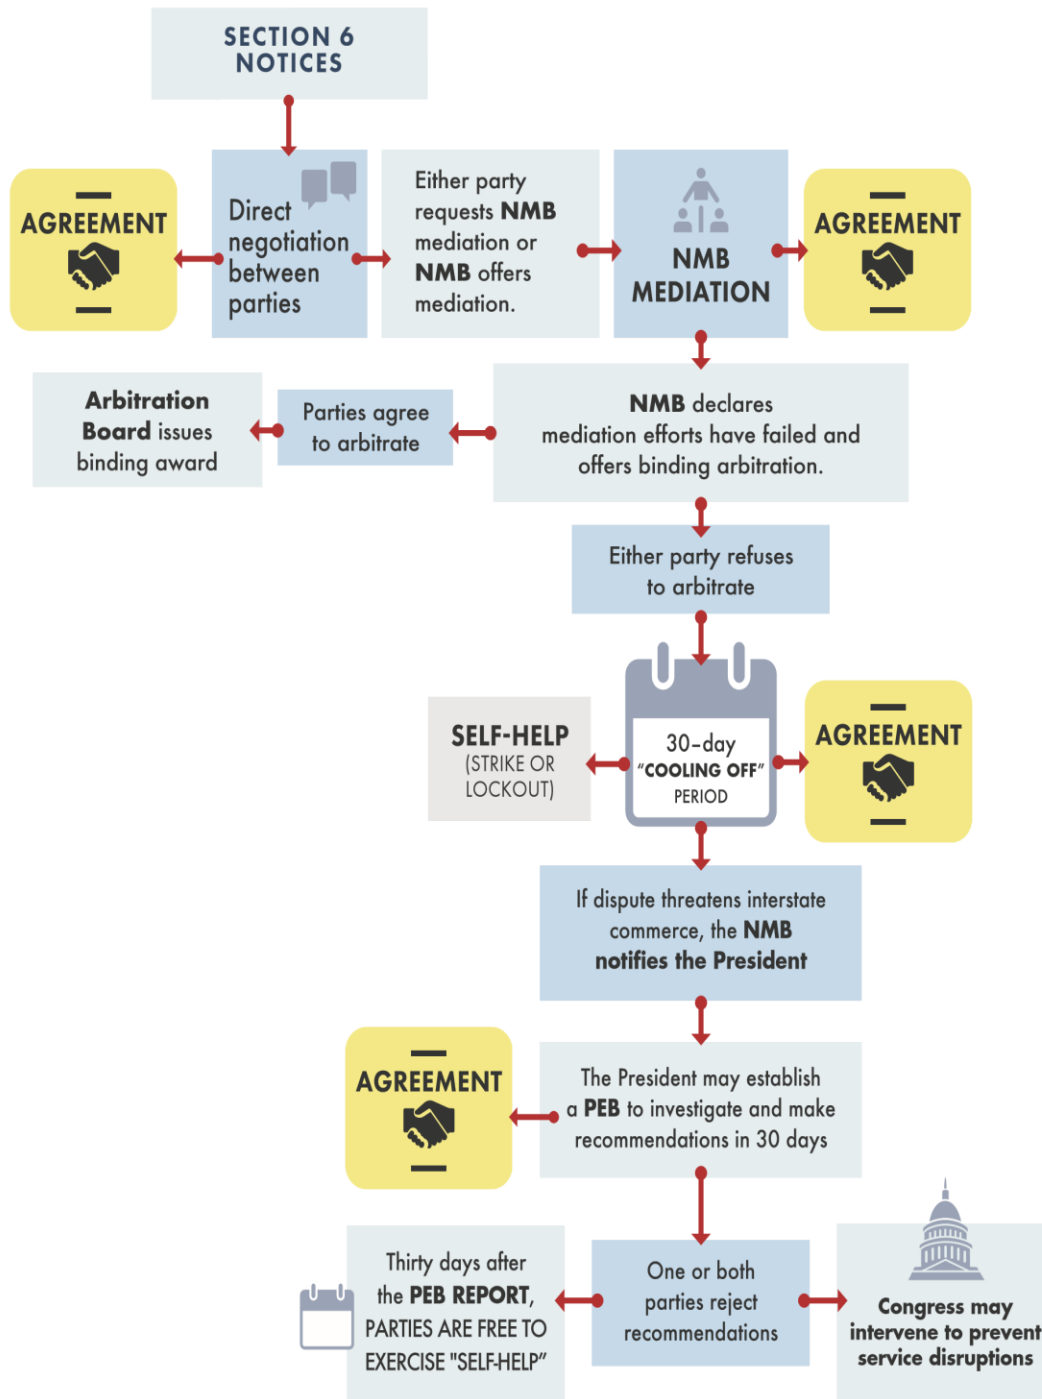 SECTION 6
NOTICES
AGREEMENT
Direct
negotiation
between
parties
Either party
requests NMB
mediation or
NMB offers
mediation.
NMB
MEDIATION
AGREEMENT
Arbitration
Board issues
binding award
Parties agree
to arbitrate
NMB declares
mediation efforts have failed and
offers binding arbitration.
Either party refuses
to arbitrate
SELF-HELP
(STRIKE OR
LOCKOUT)
30-day
"COOLING OFF"
PERIOD
AGREEMENT
If dispute threatens interstate
commerce, the NMB
notifies the President
AGREEMENT
The President may establish
a PEB to investigate and make
recommendations in 30 days
Thirty days after
the PEB REPORT,
PARTIES ARE FREE TO
EXERCISE "SELF-HELP"
One or both
parties reject
recommendations
Congress may
intervene to prevent
service disruptions